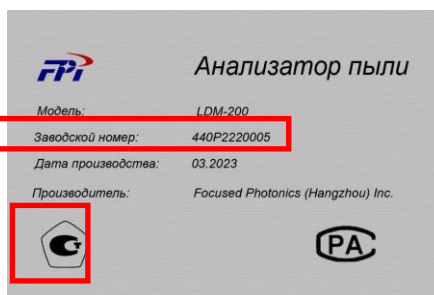 FPI
Анализатор пыли
Модель: LDM-200
Заводской номер: 440P2220005
Дата производства: 03.2023
Производитель: Focused Photonics (Hangzhou) Inc.
PA